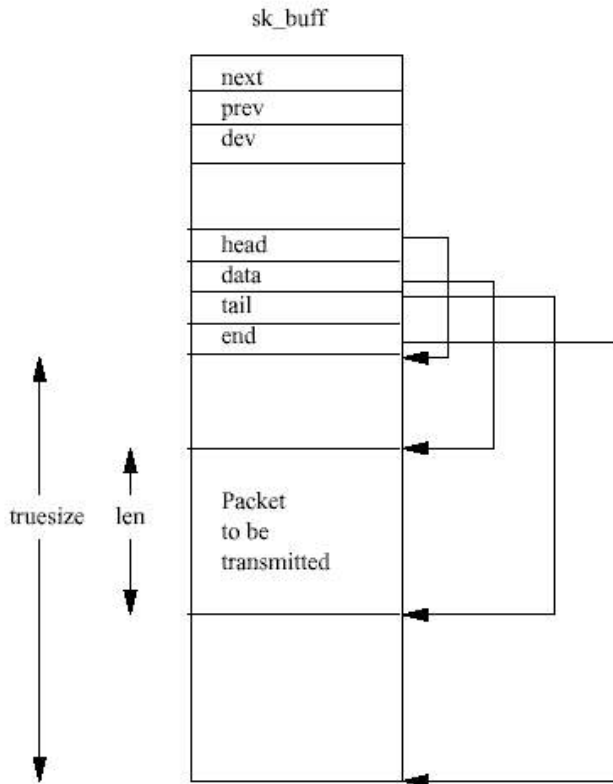 sk_buff
next
prev
dev
head
data
tail
end
truesize
len
Packet
to be
transmitted